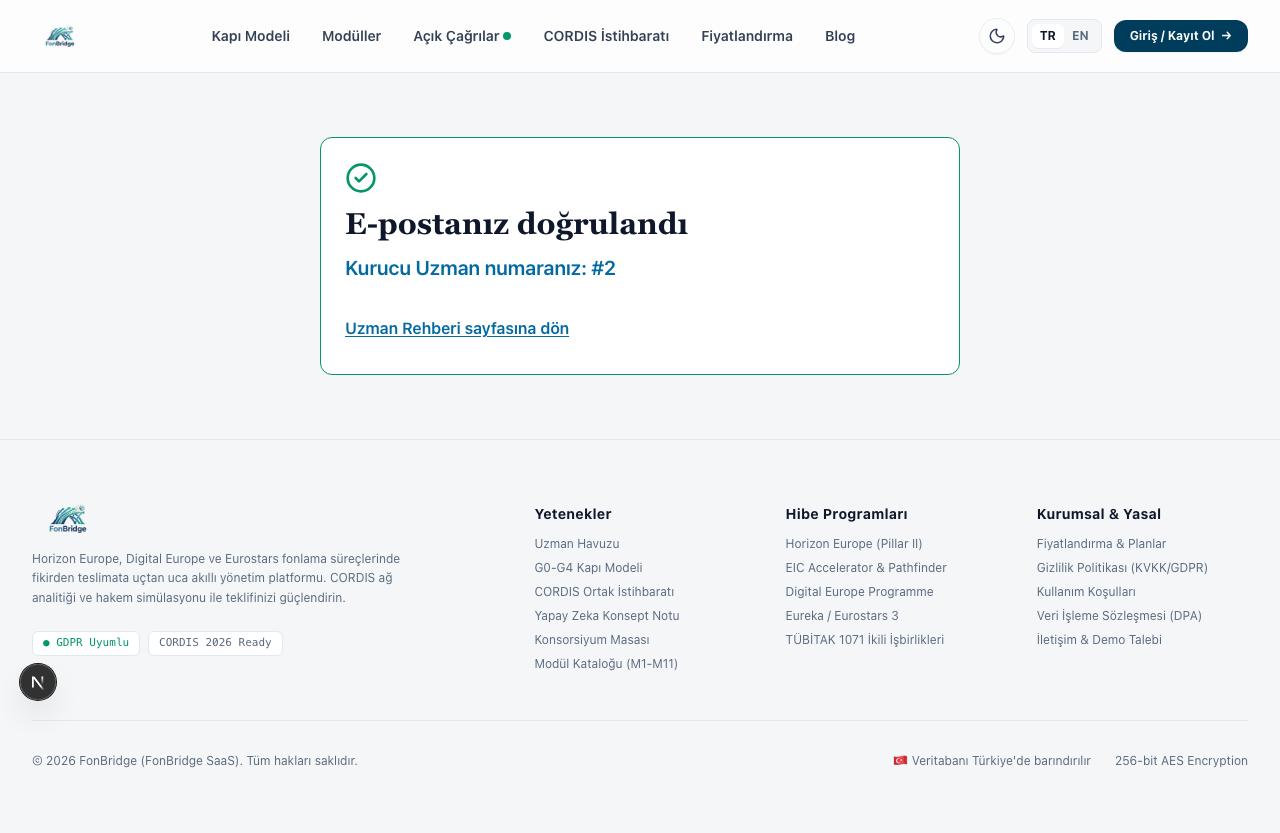 FonBridge
Kapı Modeli
Modüller
Açık Çağrılar
CORDIS İstihbaratı
Fiyatlandırma
Blog
TR
EN
Giriş / Kayıt Ol →
E-postanız doğrulandı
Kurucu Uzman numaranız: #2
Uzman Rehberi sayfasına dön
FonBridge
Horizon Europe, Digital Europe ve Eurostars fonlama süreçlerinde
fikirden teslimata uçtan uca akıllı yönetim platformu. CORDIS ağ
analitiği ve hakem simülasyonu ile teklifinizi güçlendirin.
● GDPR Uyumlu
CORDIS 2026 Ready
N
Yetenekler
Uzman Havuzu
G0-G4 Kapı Modeli
CORDIS Ortak İstihbaratı
Yapay Zeka Konsept Notu
Konsorsiyum Masası
Modül Kataloğu (M1-M11)
Hibe Programları
Horizon Europe (Pillar II)
EIC Accelerator & Pathfinder
Digital Europe Programme
Eureka / Eurostars 3
TÜBİTAK 1071 İkili İşbirlikleri
Kurumsal & Yasal
Fiyatlandırma & Planlar
Gizlilik Politikası (KVKK/GDPR)
Kullanım Koşulları
Veri İşleme Sözleşmesi (DPA)
İletişim & Demo Talebi
© 2026 FonBridge (FonBridge SaaS). Tüm hakları saklıdır.
🇹🇷 Veritabanı Türkiye'de barındırılır
256-bit AES Encryption